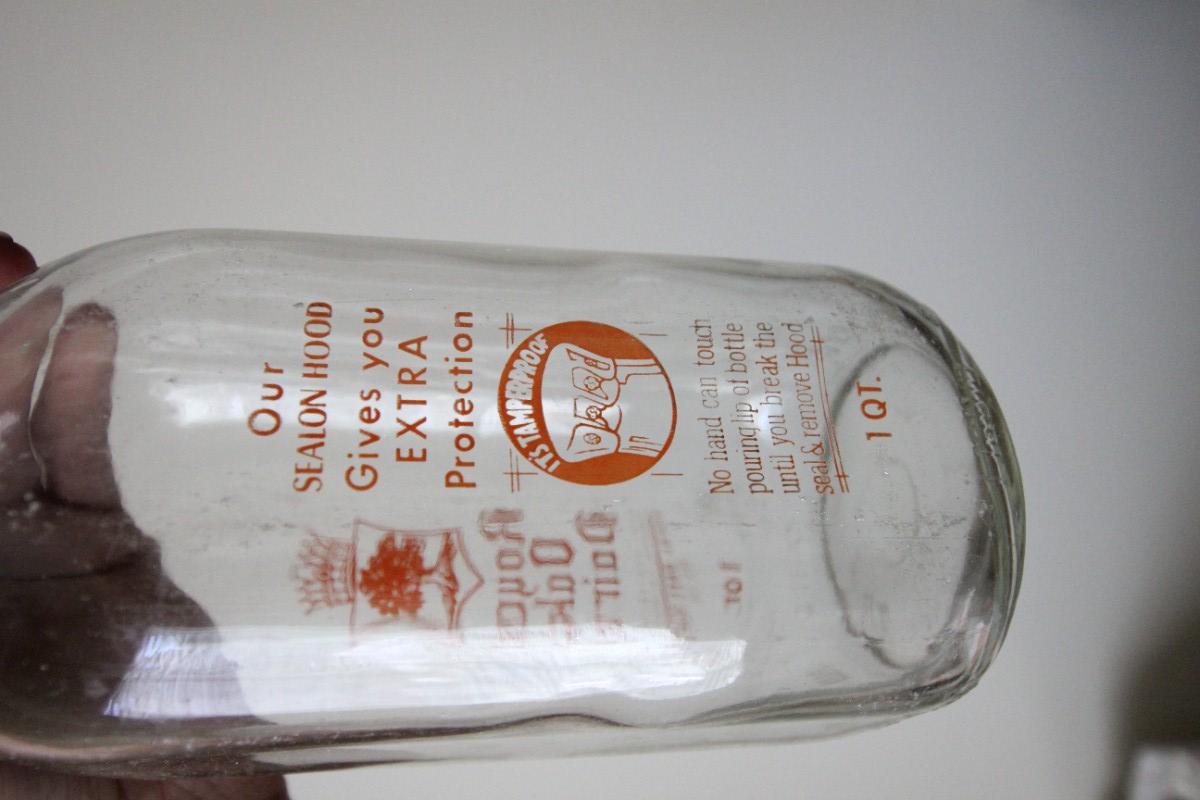 Our
SEALON HOOD
Gives you
EXTRA
Protection
IT'S TAMPERPROOF
No hand can touch
pouring lip of bottle
until you break the
seal & remove Hood
1 QT.
Royal
Oak
Dairy